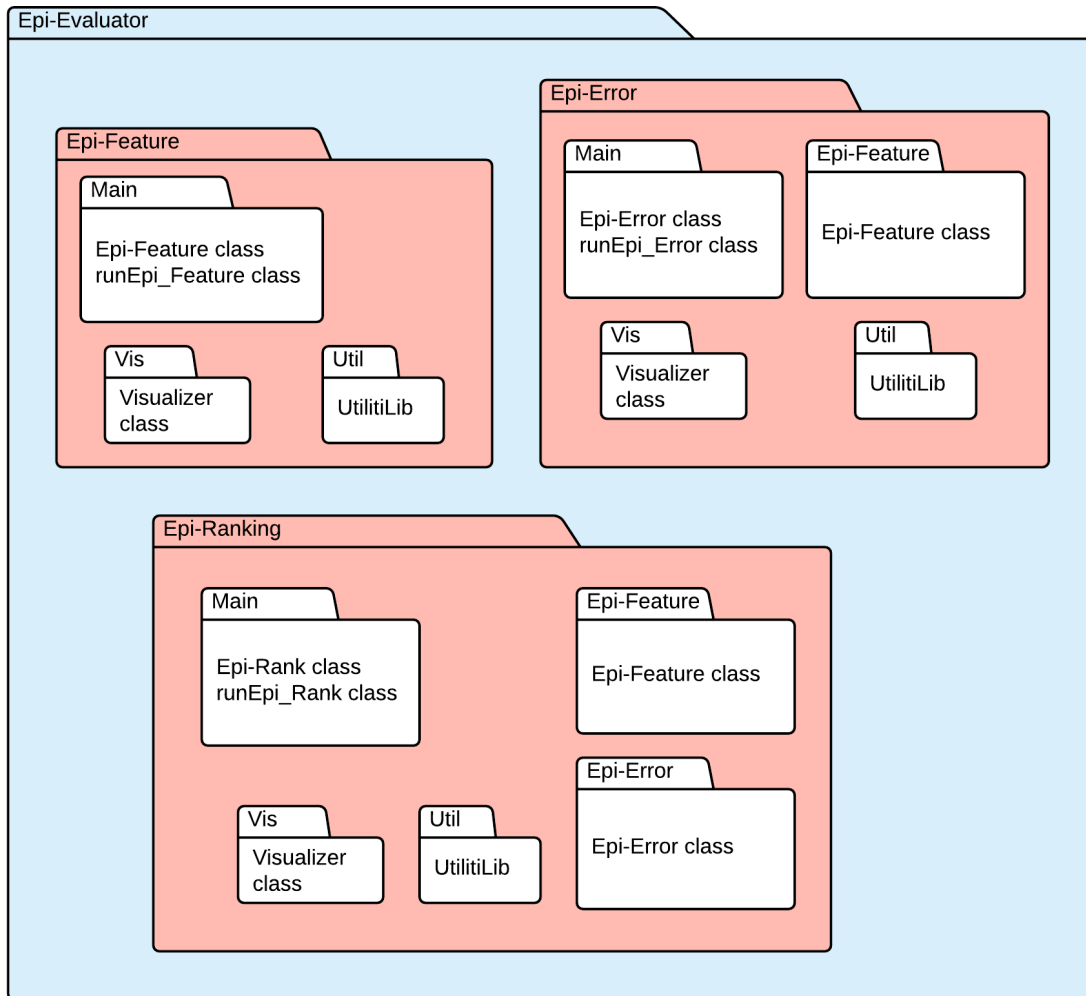 Epi-Evaluator
Epi-Feature
Main
Epi-Feature class
runEpi_Feature class
Vis
Visualizer
class
Util
UtilitiLib
Epi-Error
Main
Epi-Error class
runEpi_Error class
Epi-Feature
Epi-Feature class
Vis
Visualizer
class
Util
UtilitiLib
Epi-Ranking
Main
Epi-Rank class
runEpi_Rank class
Epi-Feature
Epi-Feature class
Vis
Visualizer
class
Util
UtilitiLib
Epi-Error
Epi-Error class